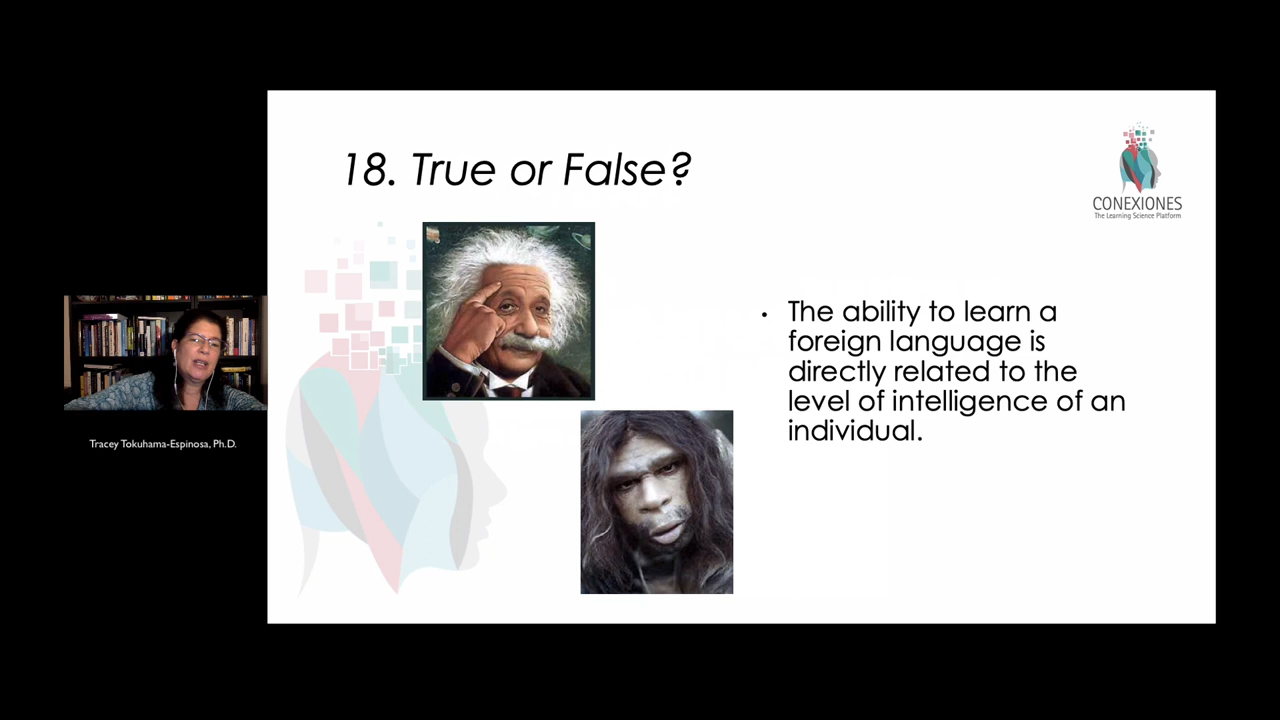 18. True or False?
CONEXIONES
The Learning Science Platform
• The ability to learn a
foreign language is
directly related to the
level of intelligence of an
individual.
Tracey Tokuhama-Espinosa, Ph.D.